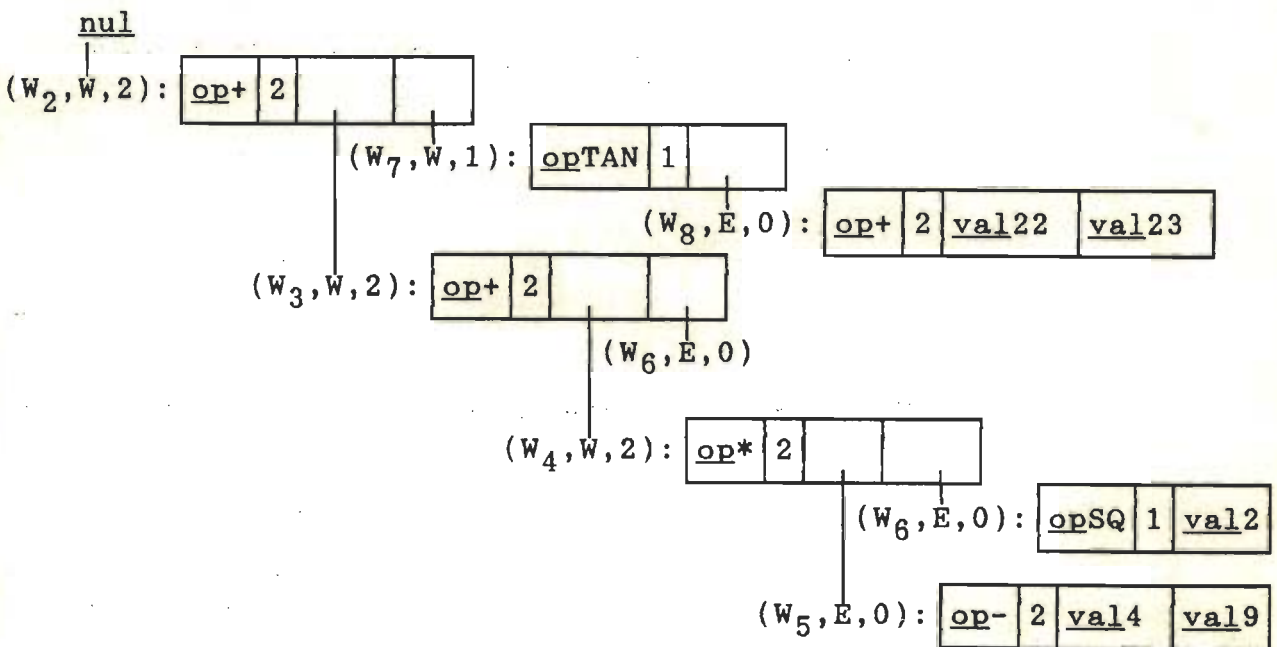 nul
(W2,W,2): op+ 2
(W7,W,1): opTAN 1
(W8,E,0): op+ 2 val22 val23
(W3,W,2): op+ 2
(W6,E,0)
(W4,W,2): op* 2
(W6,E,0): opSQ 1 val2
(W5,E,0): op- 2 val4 val9